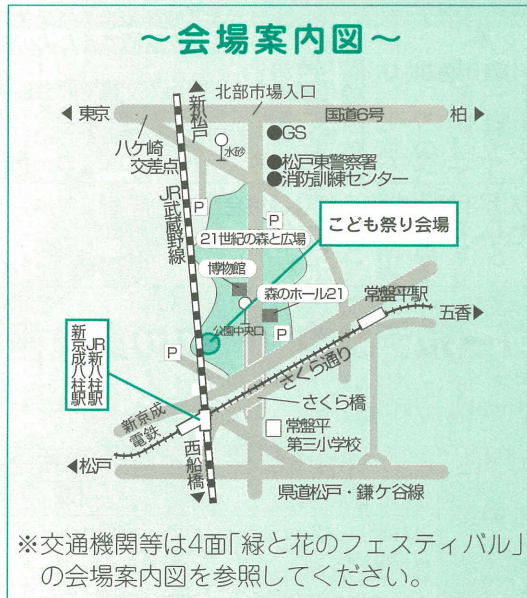 ～会場案内図～
新松戸
北部市場入口
東京
国道6号
柏
八ケ崎
交差点
水砂
GS
松戸東警察署
消防訓練センター
JR武蔵野線
P
P
21世紀の森と広場
こども祭り会場
博物館
森のホール21
常盤平駅
五香
公園中央口
P
P
JR新八柱駅
新京成八柱駅
さくら通り
さくら橋
新京成
電鉄
常盤平
第三小学校
松戸
西船橋
県道松戸・鎌ケ谷線
※交通機関等は4面「緑と花のフェスティバル」
の会場案内図を参照してください。